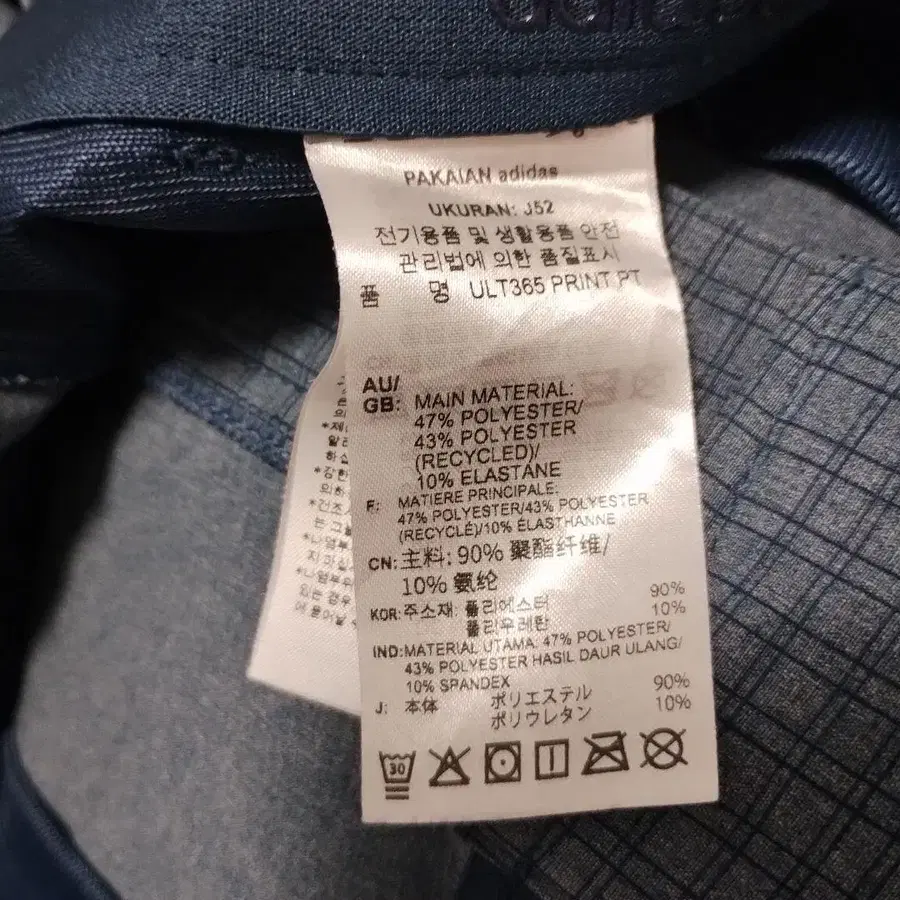 adidas
PAKAIAN adidas
UKURAN: J52
전기용품 및 생활용품 안전
관리법에 의한 품질표시
품 명 ULT365 PRINT PT
AU/
GB: MAIN MATERIAL:
47% POLYESTER/
43% POLYESTER
(RECYCLED)/
10% ELASTANE
F: MATIERE PRINCIPALE:
47% POLYESTER/43% POLYESTER
(RECYCLÉ)/10% ÉLASTHANNE
CN: 主料: 90% 聚酯纤维/
10% 氨纶
KOR: 주소재: 폴리에스터 90%
폴리우레탄 10%
IND: MATERIAL UTAMA: 47% POLYESTER/
43% POLYESTER HASIL DAUR ULANG/
10% SPANDEX
J: 本体 ポリエステル 90%
ポリウレタン 10%
30